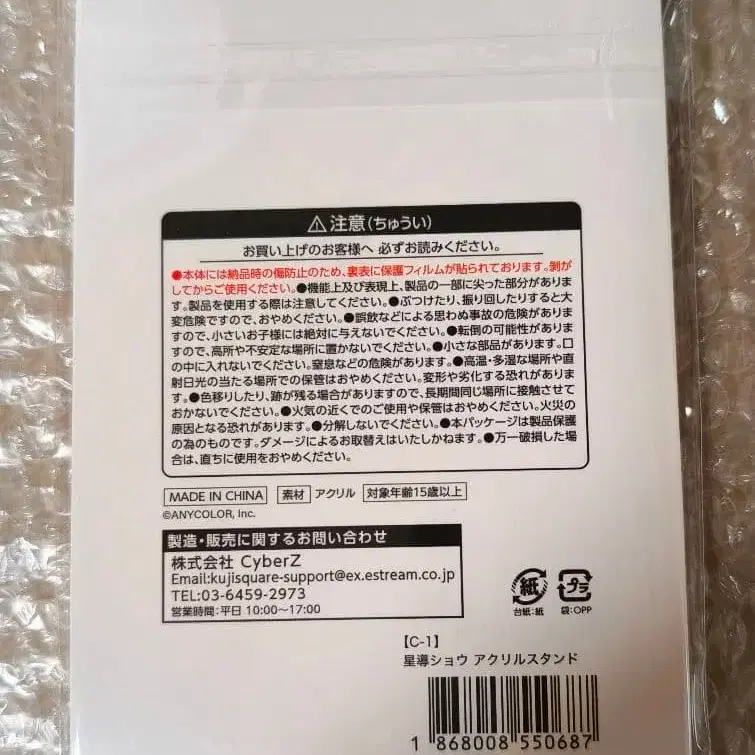 ⚠注意(ちゅうい)
お買い上げのお客様へ 必ずお読みください。
●本体には納品時の傷防止のため、裏表に保護フィルムが貼られております。剥が
してからご使用ください。●機能上及び表現上、製品の一部に尖った部分がありま
す。製品を使用する際は注意してください。●ぶつけたり、振り回したりすると大
変危険ですので、おやめください。●誤飲などによる思わぬ事故の危険がありま
すので、小さいお子様には絶対に与えないでください。●転倒の可能性がありま
すので、高所や不安定な場所に置かないでください。●小さな部品があります。口
の中に入れないでください。窒息などの危険があります。●高温・多湿な場所や直
射日光の当たる場所での保管はおやめください。変形や劣化する恐れがありま
す。●色移りしたり、跡が残る場合がありますので、長期間同じ場所に接触させて
おかないでください。●火気の近くでのご使用や保管はおやめください。火災の
原因となる恐れがあります。●分解しないでください。●本パッケージは製品保護
の為のものです。ダメージによるお取替えはいたしかねます。●万一破損した場
合は、直ちに使用をおやめください。
MADE IN CHINA 素材 アクリル 対象年齢15歳以上
©ANYCOLOR, Inc.
製造・販売に関するお問い合わせ
株式会社 CyberZ
Email:kujisquare-support@ex.estream.co.jp
TEL:03-6459-2973
営業時間:平日 10:00〜17:00
紙 プラ
台紙:紙 袋:OPP
【C-1】
星導ショウ アクリルスタンド
1 868008 550687